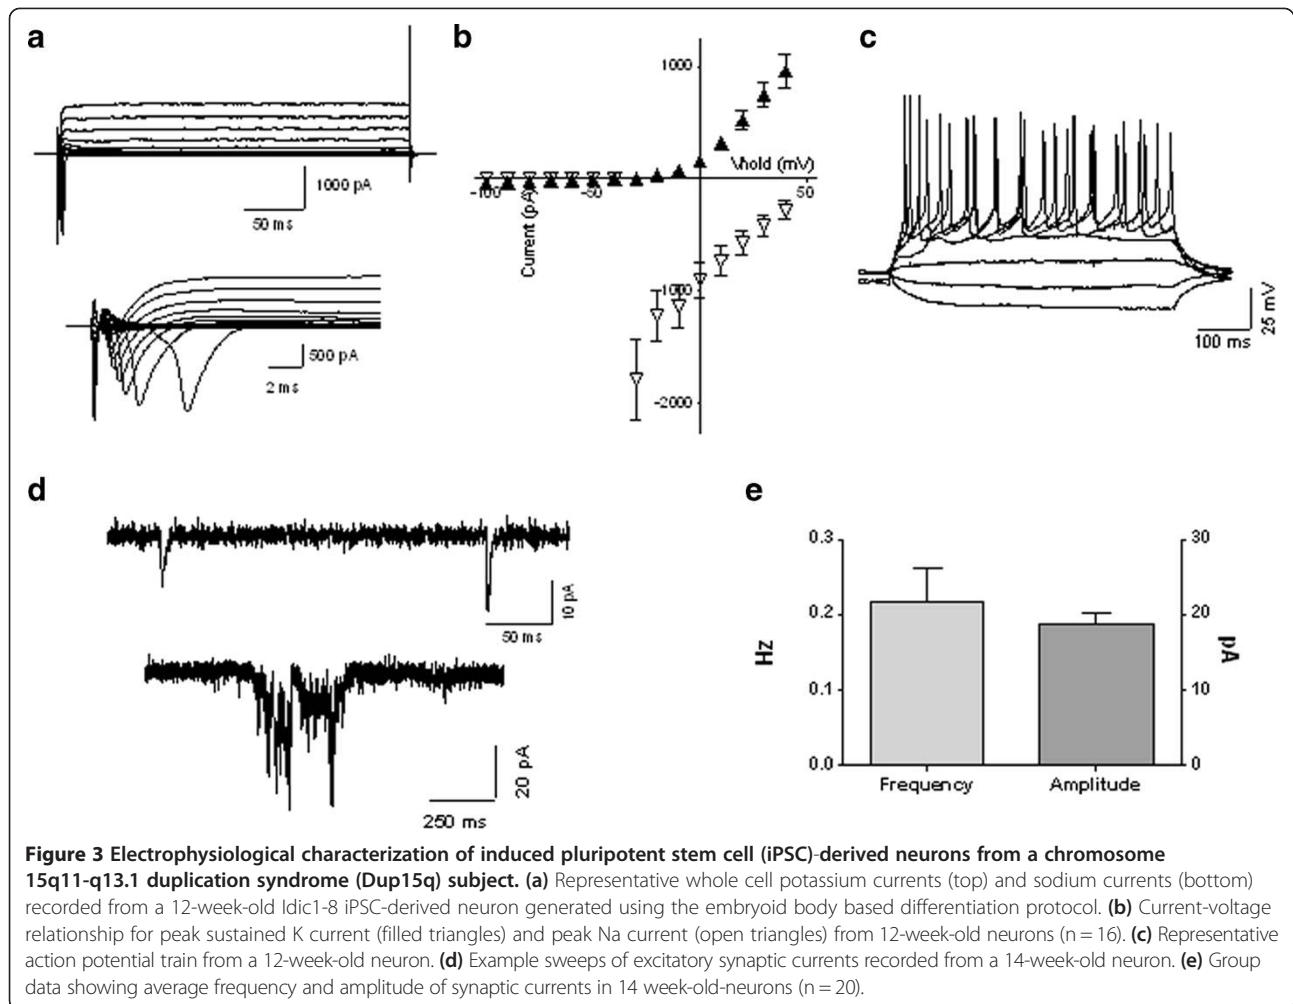 a
b
c
1000 pA
50 ms
500 pA
2 ms
1000
Vhold (mV)
-100
-50
50
Current (pA)
-1000
-2000
25 mV
100 ms
d
e
10 pA
50 ms
20 pA
250 ms
0.3
0.2
0.1
0.0
Hz
30
20
10
0
pA
Frequency
Amplitude
Figure 3 Electrophysiological characterization of induced pluripotent stem cell (iPSC)-derived neurons from a chromosome
15q11-q13.1 duplication syndrome (Dup15q) subject. (a) Representative whole cell potassium currents (top) and sodium currents (bottom)
recorded from a 12-week-old Idic1-8 iPSC-derived neuron generated using the embryoid body based differentiation protocol. (b) Current-voltage
relationship for peak sustained K current (filled triangles) and peak Na current (open triangles) from 12-week-old neurons (n = 16). (c) Representative
action potential train from a 12-week-old neuron. (d) Example sweeps of excitatory synaptic currents recorded from a 14-week-old neuron. (e) Group
data showing average frequency and amplitude of synaptic currents in 14 week-old-neurons (n = 20).